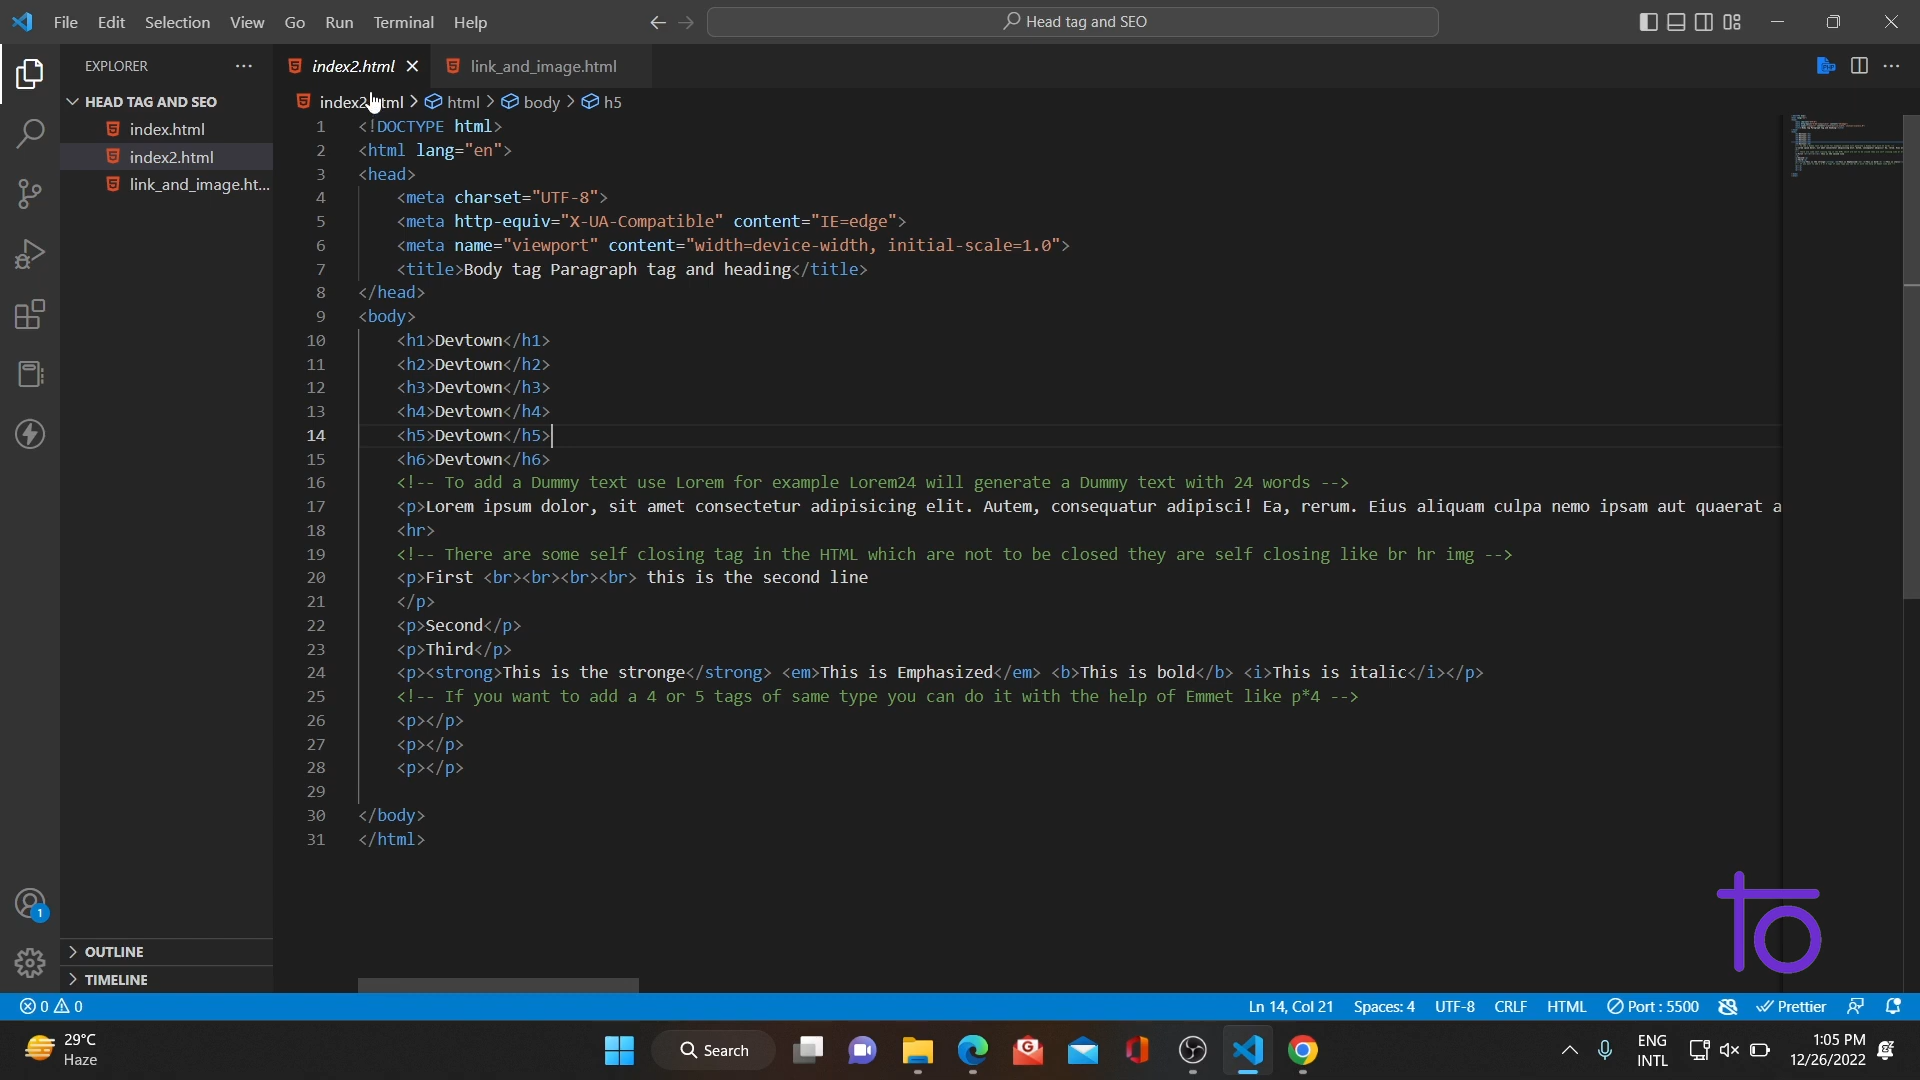 File Edit Selection View Go Run Terminal Help
Head tag and SEO
EXPLORER
HEAD TAG AND SEO
index.html
index2.html
link_and_image.ht...
OUTLINE
TIMELINE
index2.html link_and_image.html
html > body > h5
1 <!DOCTYPE html>
2 <html lang="en">
3 <head>
4 <meta charset="UTF-8">
5 <meta http-equiv="X-UA-Compatible" content="IE=edge">
6 <meta name="viewport" content="width=device-width, initial-scale=1.0">
7 <title>Body tag Paragraph tag and heading</title>
8 </head>
9 <body>
10 <h1>Devtown</h1>
11 <h2>Devtown</h2>
12 <h3>Devtown</h3>
13 <h4>Devtown</h4>
14 <h5>Devtown</h5>
15 <h6>Devtown</h6>
16 <!-- To add a Dummy text use Lorem for example Lorem24 will generate a Dummy text with 24 words -->
17 <p>Lorem ipsum dolor, sit amet consectetur adipisicing elit. Autem, consequatur adipisci! Ea, rerum. Eius aliquam culpa nemo ipsam aut quaerat a
18 <hr>
19 <!-- There are some self closing tag in the HTML which are not to be closed they are self closing like br hr img -->
20 <p>First <br><br><br><br> this is the second line
21 </p>
22 <p>Second</p>
23 <p>Third</p>
24 <p><strong>This is the stronge</strong> <em>This is Emphasized</em> <b>This is bold</b> <i>This is italic</i></p>
25 <!-- If you want to add a 4 or 5 tags of same type you can do it with the help of Emmet like p*4 -->
26 <p></p>
27 <p></p>
28 <p></p>
29
30 </body>
31 </html>
1
0 0 Ln 14, Col 21 Spaces: 4 UTF-8 CRLF HTML Port : 5500 Prettier
29°C
Haze
Search
ENG
INTL
1:05 PM
12/26/2022